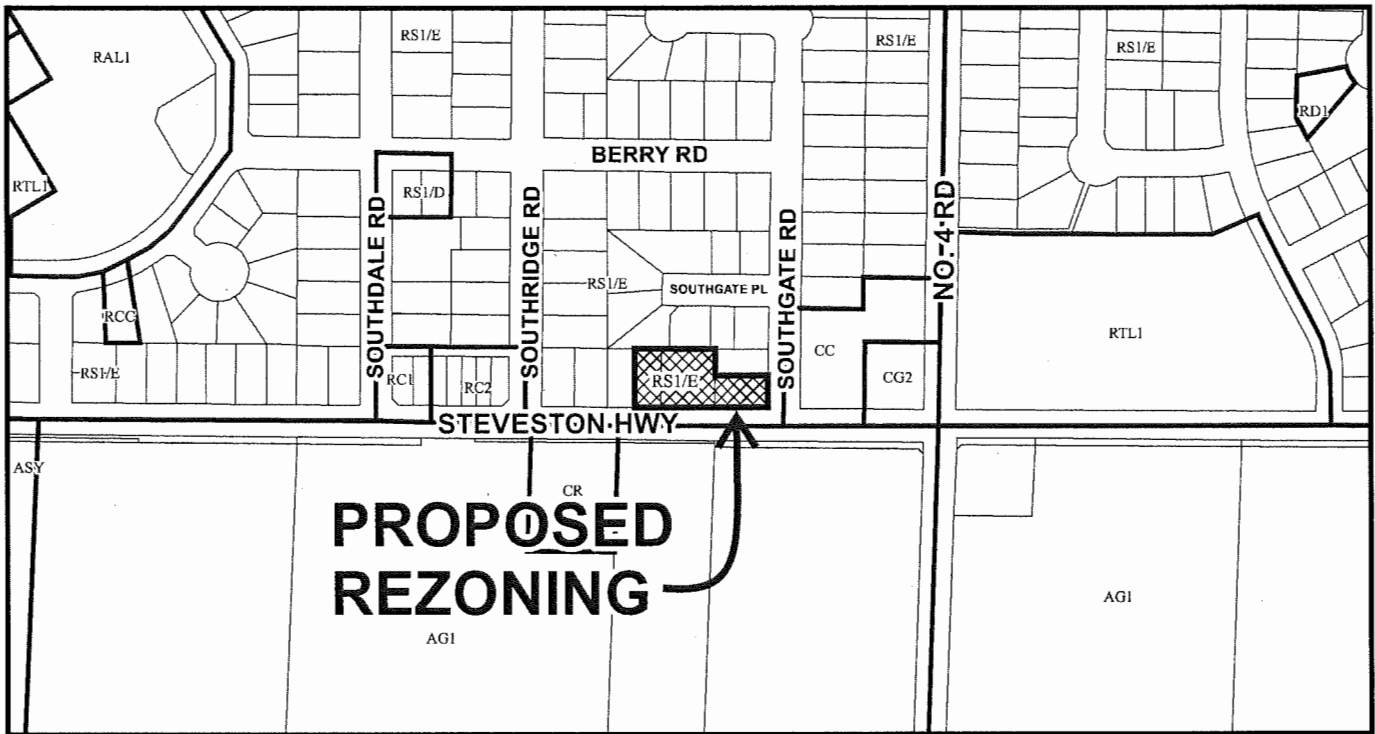 RS1/E
RS1/E
RS1/E
RAL1
RD1
BERRY RD
RTL1
RS1/D
SOUTHDALE RD
SOUTHRIDGE RD
SOUTHGATE RD
NO. 4 RD
RS1/E
SOUTHGATE PL
RCC
RTL1
CC
RS1/E
RC1
RC2
RS1/E
CG2
STEVESTON HWY
ASY
CR
PROPOSED
REZONING
AG1
AG1